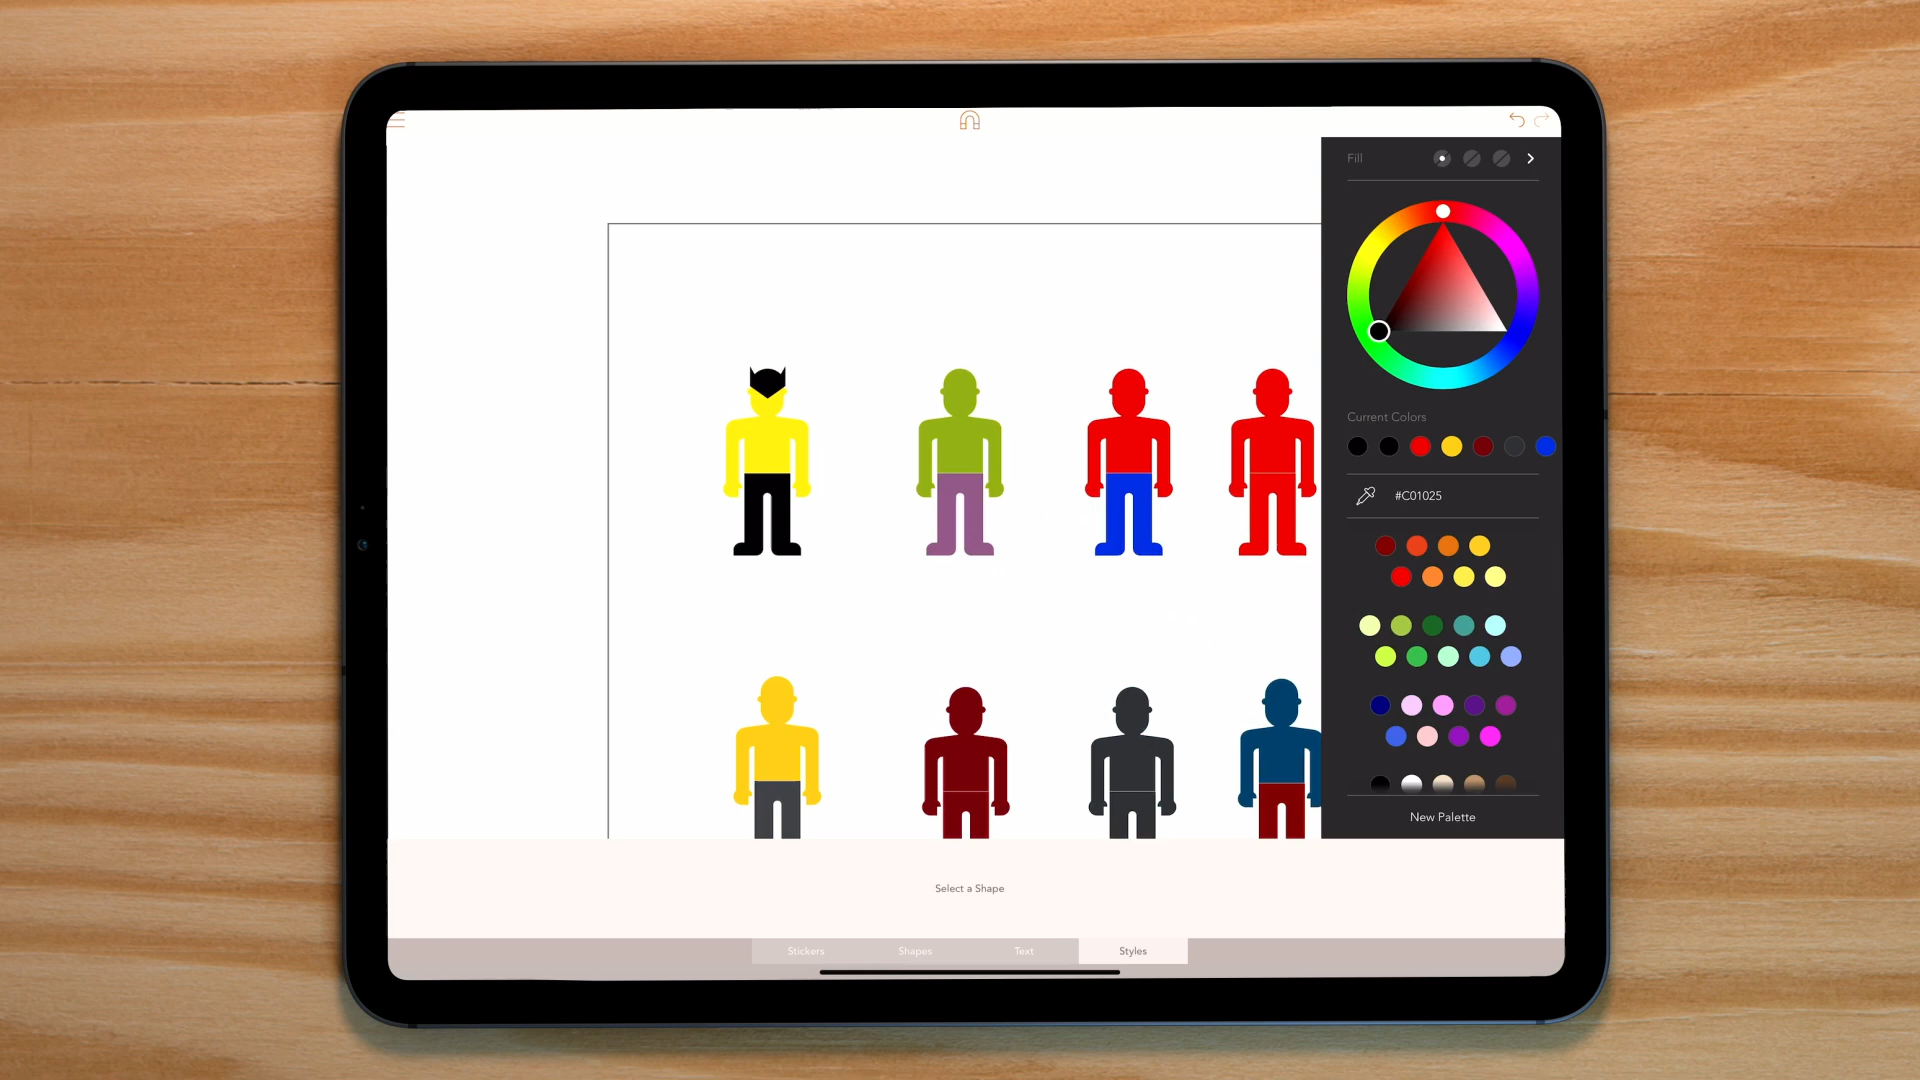 Fill
Current Colors
#C01025
New Palette
Select a Shape
Stickers Shapes Text Styles